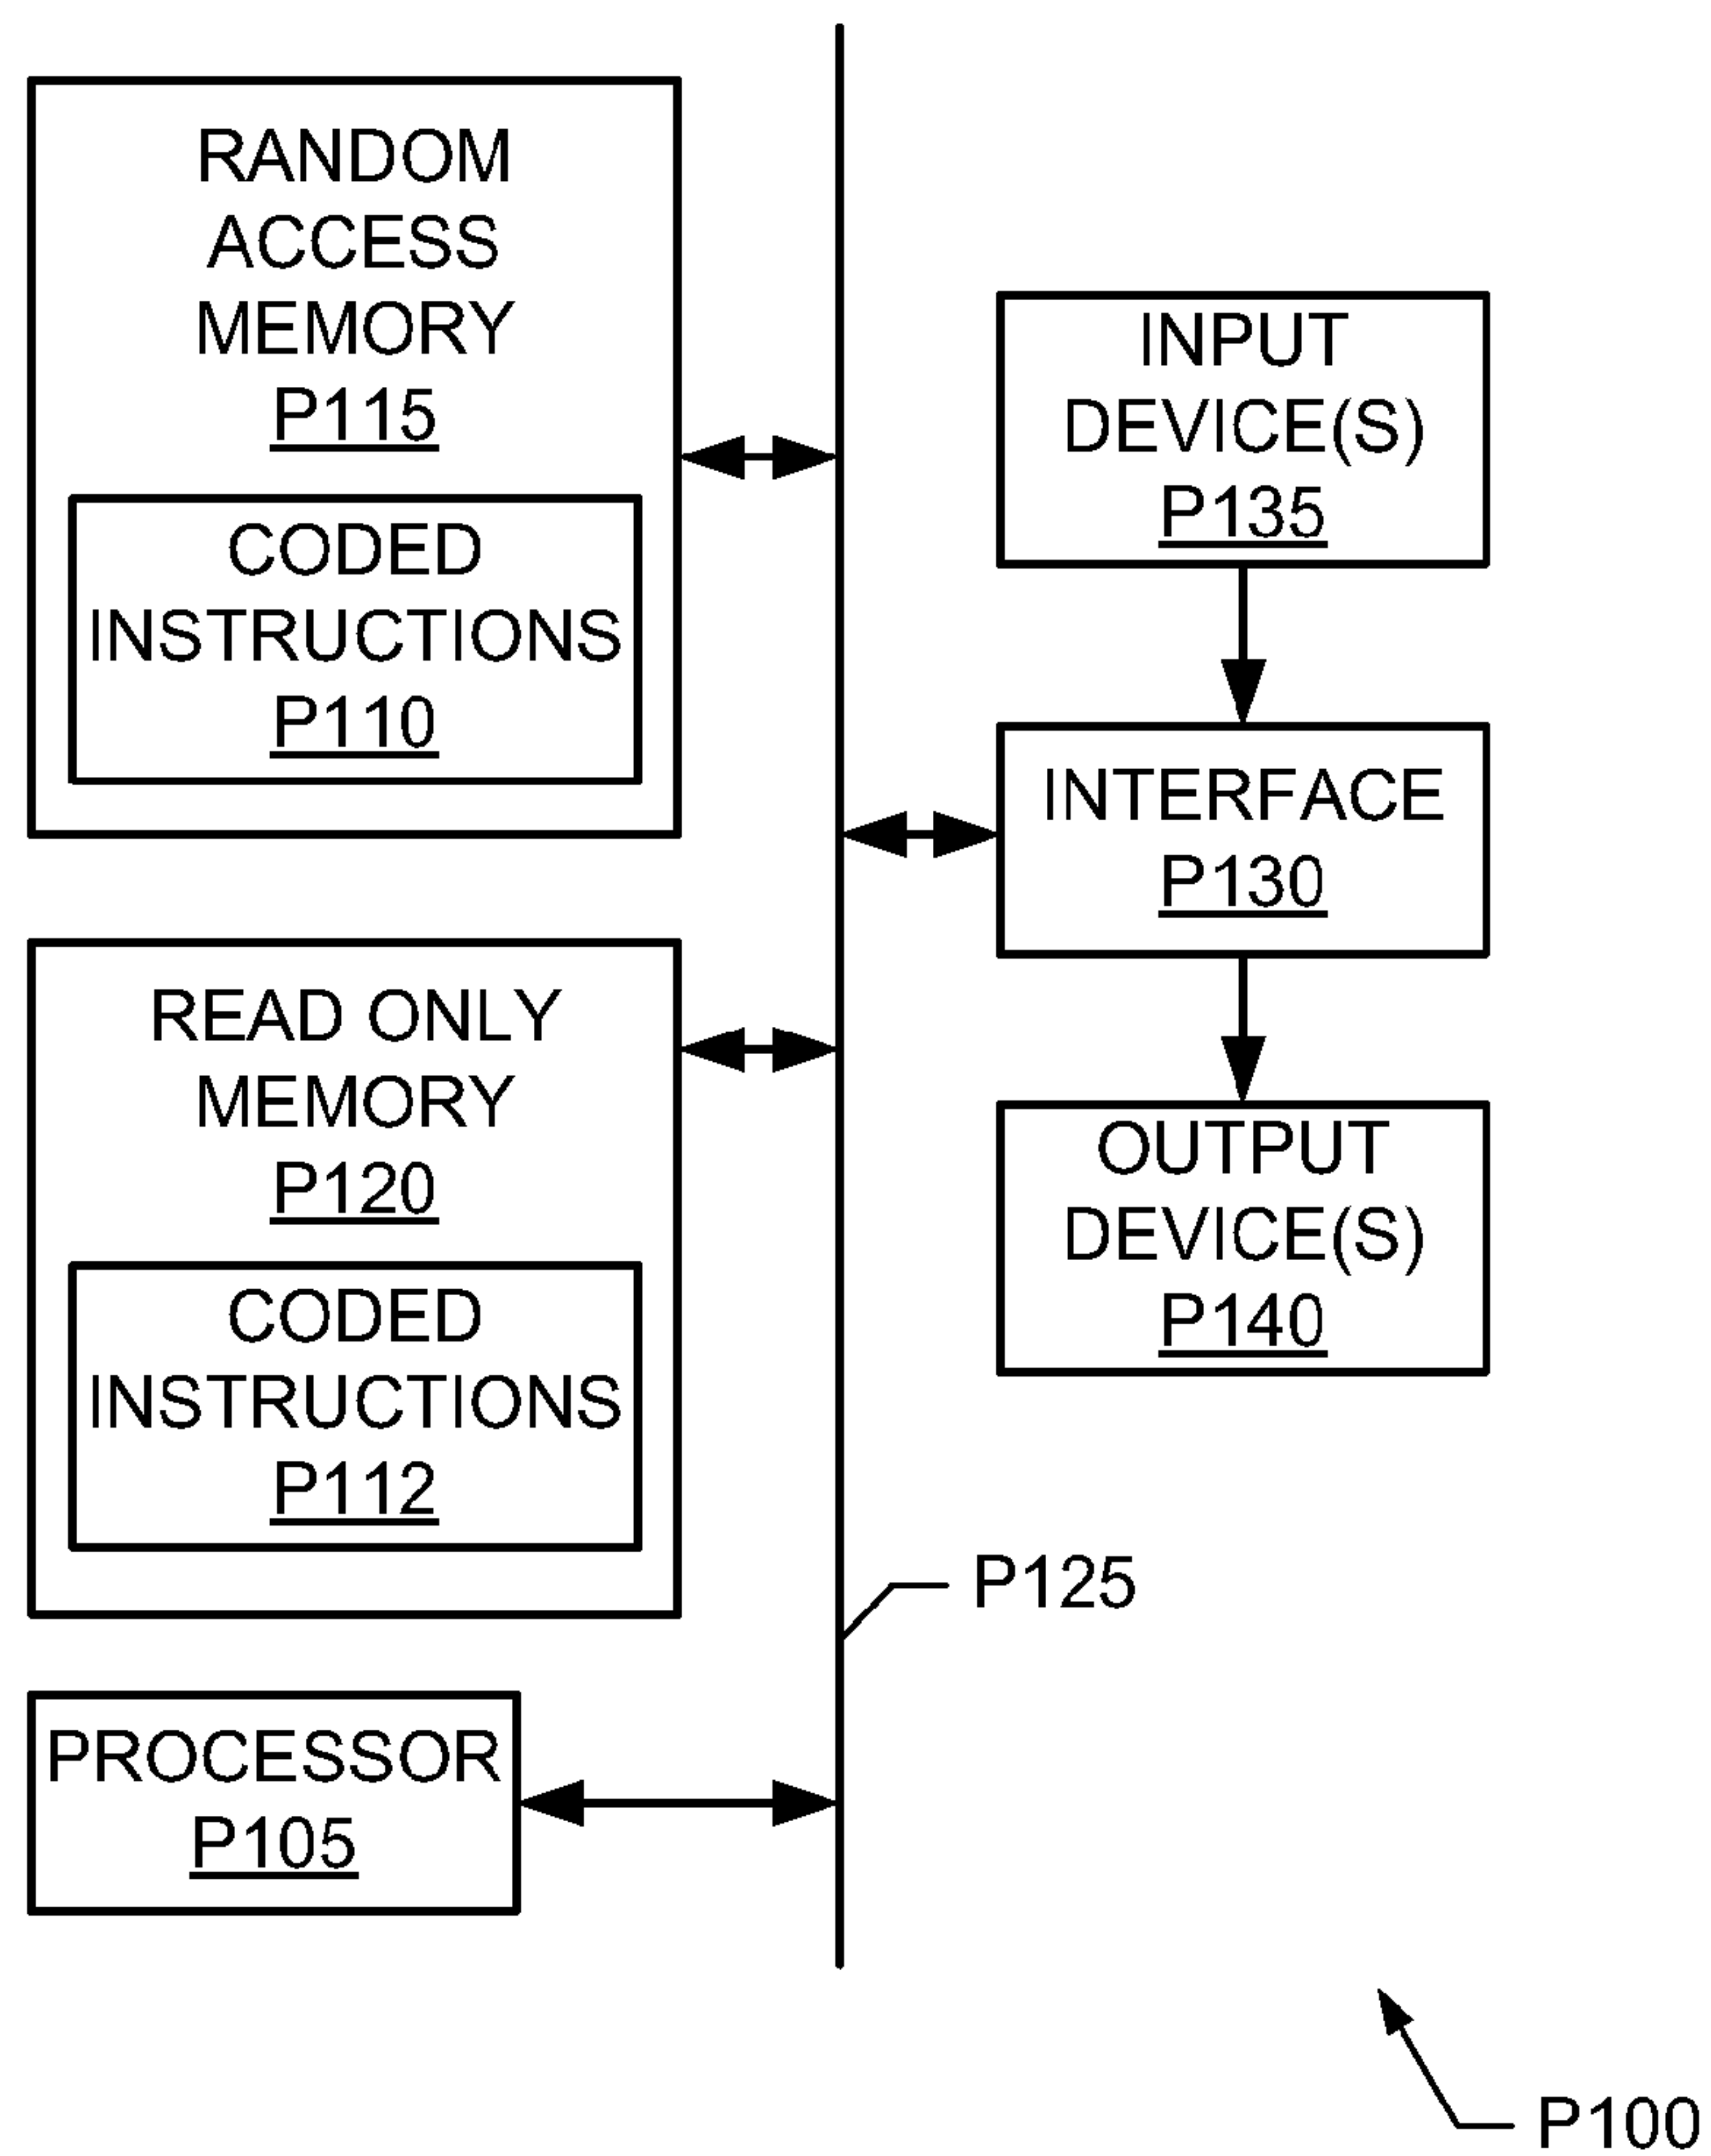 RANDOM
ACCESS
MEMORY
P115
CODED
INSTRUCTIONS
P110
READ ONLY
MEMORY
P120
CODED
INSTRUCTIONS
P112
PROCESSOR
P105
INPUT
DEVICE(S)
P135
INTERFACE
P130
OUTPUT
DEVICE(S)
P140
P125
P100